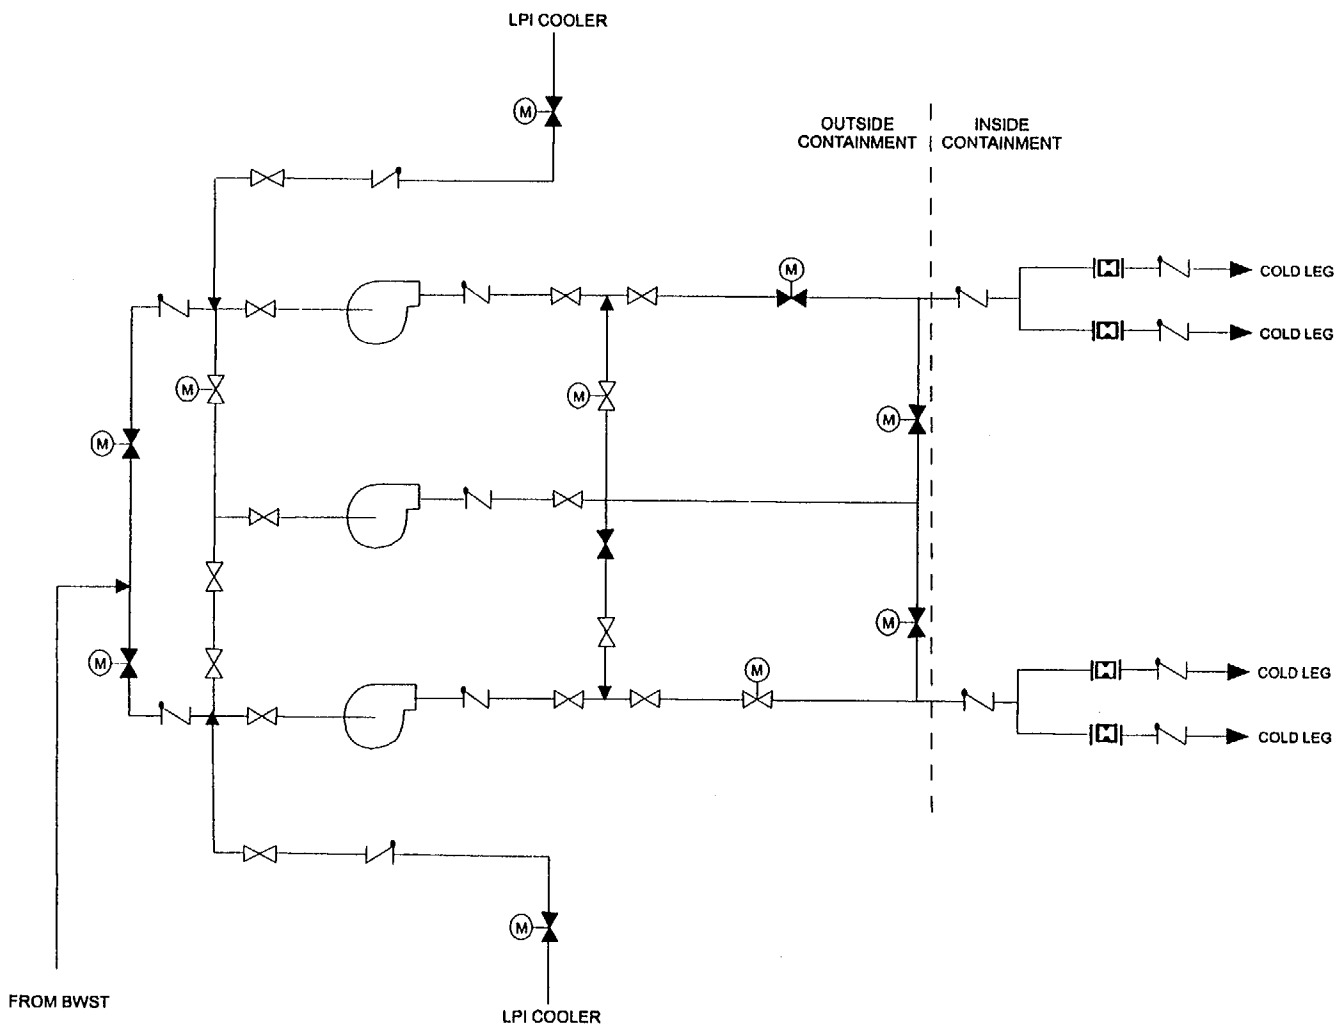 LPI COOLER
M
OUTSIDE
CONTAINMENT
INSIDE
CONTAINMENT
M
COLD LEG
COLD LEG
M
M
M
M
M
M
M
M
COLD LEG
COLD LEG
M
FROM BWST
LPI COOLER